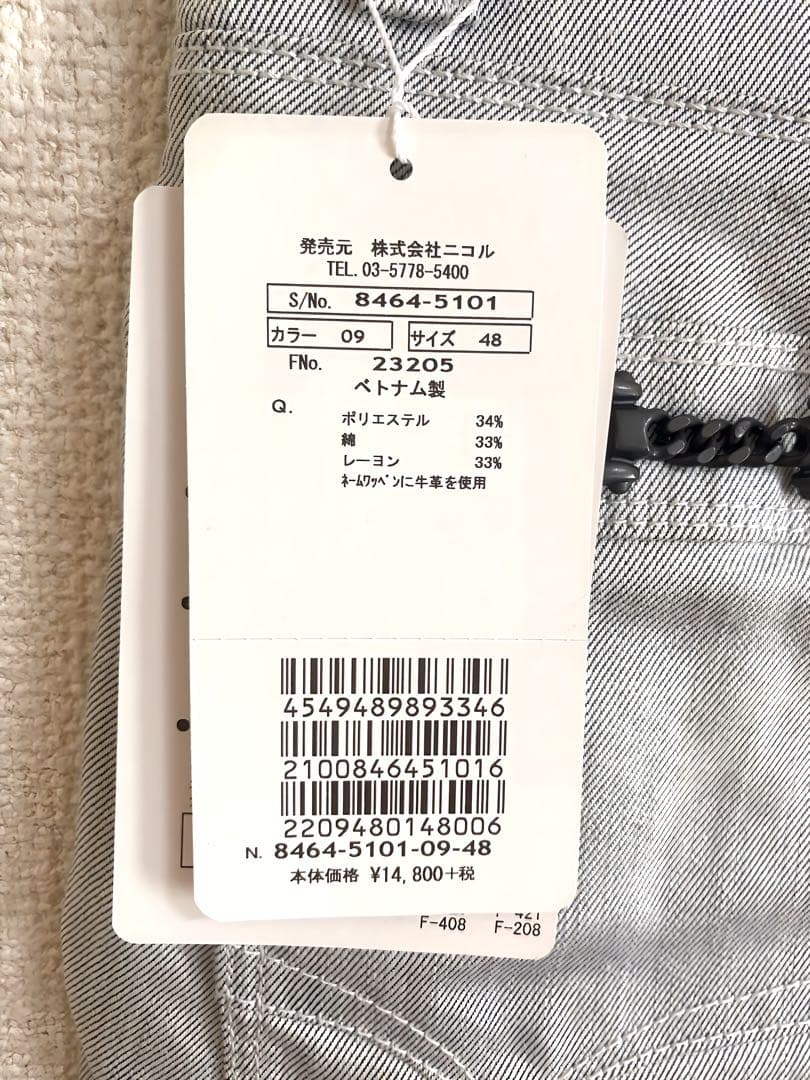 発売元 株式会社ニコル
TEL.03-5778-5400
S/No. 8464-5101
カラー 09 サイズ 48
FNo. 23205
ベトナム製
Q.
ポリエステル 34%
綿 33%
レーヨン 33%
ﾈｰﾑﾜｯﾍﾟﾝに牛革を使用
4549489893346
2100846451016
2209480148006
N. 8464-5101-09-48
本体価格 ¥14,800+税
F-408 F-208